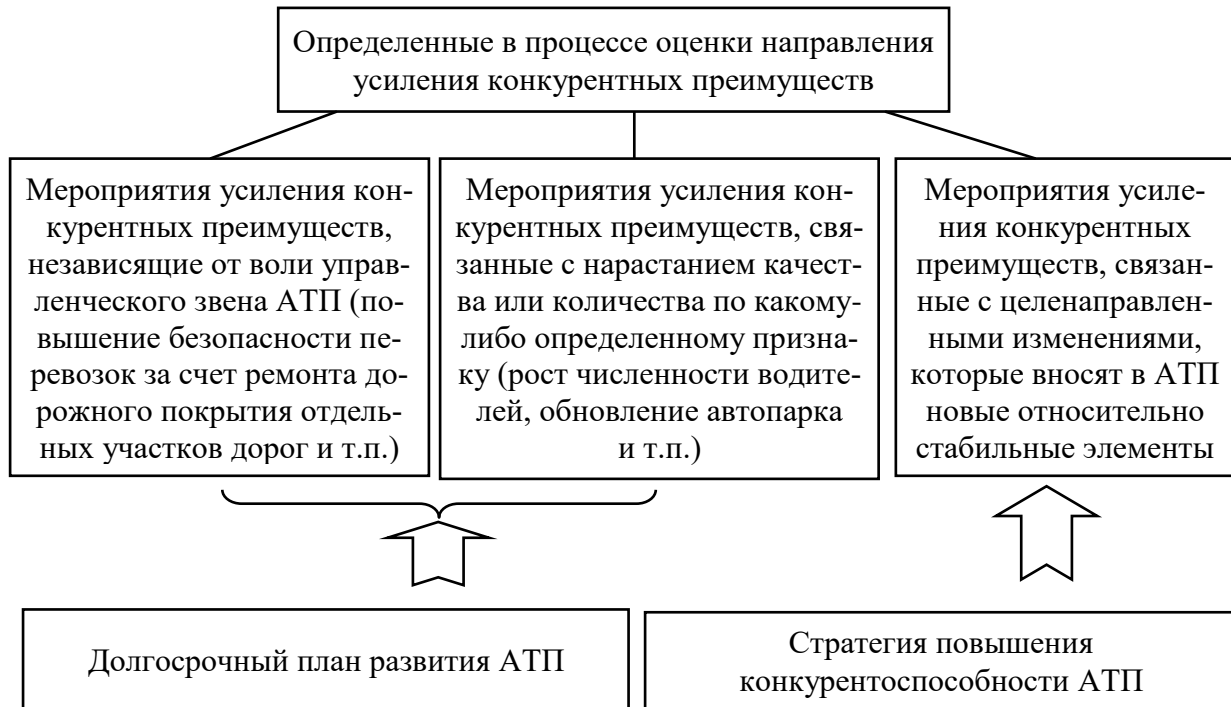 Определенные в процессе оценки направления
усиления конкурентных преимуществ
Мероприятия усиления кон-
курентных преимуществ,
независящие от воли управ-
ленческого звена АТП (по-
вышение безопасности пе-
ревозок за счет ремонта до-
рожного покрытия отдель-
ных участков дорог и т.п.)
Мероприятия усиления кон-
курентных преимуществ, свя-
занные с нарастанием качест-
ва или количества по какому-
либо определенному призна-
ку (рост численности водите-
лей, обновление автопарка
и т.п.)
Мероприятия усиле-
ния конкурентных
преимуществ, связан-
ные с целенаправлен-
ными изменениями,
которые вносят в АТП
новые относительно
стабильные элементы
Долгосрочный план развития АТП
Стратегия повышения
конкурентоспособности АТП